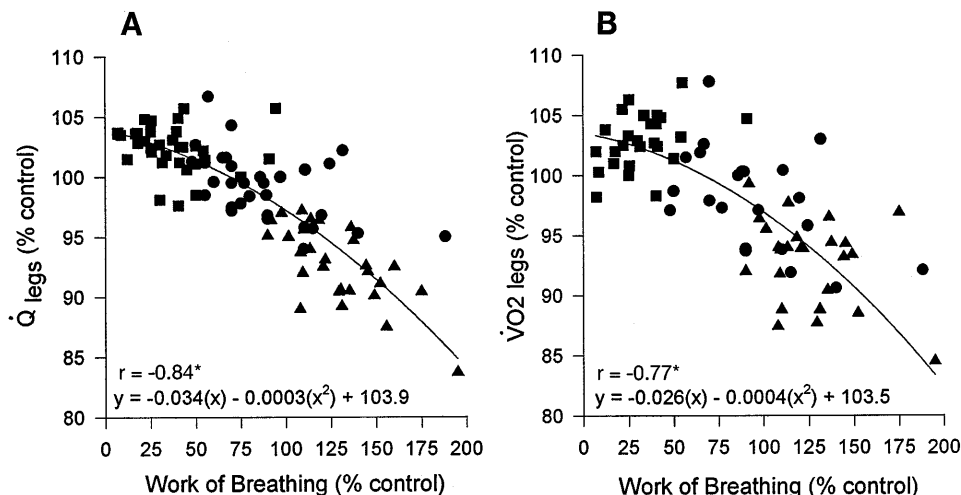 A
110
105
100
95
90
85
80
Q̇ legs (% control)
r = -0.84*
y = -0.034(x) - 0.0003(x²) + 103.9
0 25 50 75 100 125 150 175 200
Work of Breathing (% control)
B
110
105
100
95
90
85
80
V̇O2 legs (% control)
r = -0.77*
y = -0.026(x) - 0.0004(x²) + 103.5
0 25 50 75 100 125 150 175 200
Work of Breathing (% control)